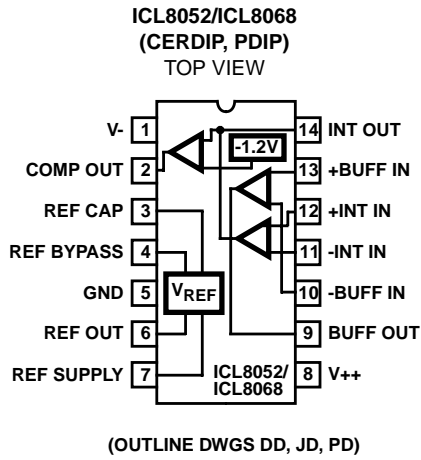 ICL8052/ICL8068
(CERDIP, PDIP)
TOP VIEW
V- 1
14 INT OUT
-1.2V
COMP OUT 2
13 +BUFF IN
REF CAP 3
12 +INT IN
REF BYPASS 4
11 -INT IN
GND 5
VREF
10 -BUFF IN
REF OUT 6
9 BUFF OUT
REF SUPPLY 7
ICL8052/
ICL8068
8 V++
(OUTLINE DWGS DD, JD, PD)